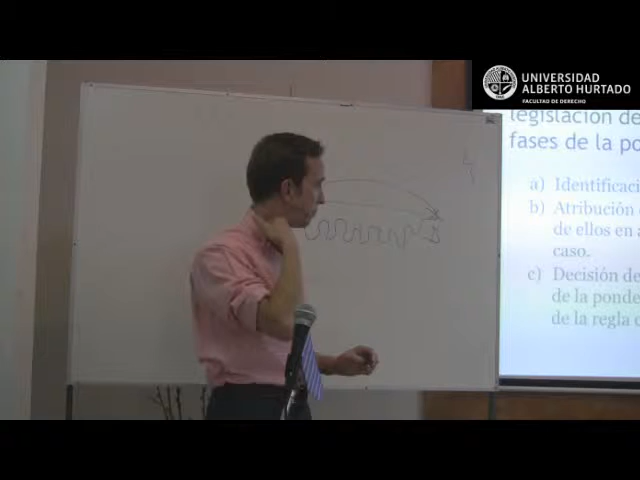 UNIVERSIDAD
ALBERTO HURTADO
FACULTAD DE DERECHO
legislación de
fases de la po
a) Identificaci
b) Atribución
de ellos en a
caso.
c) Decisión de
de la ponde
de la regla